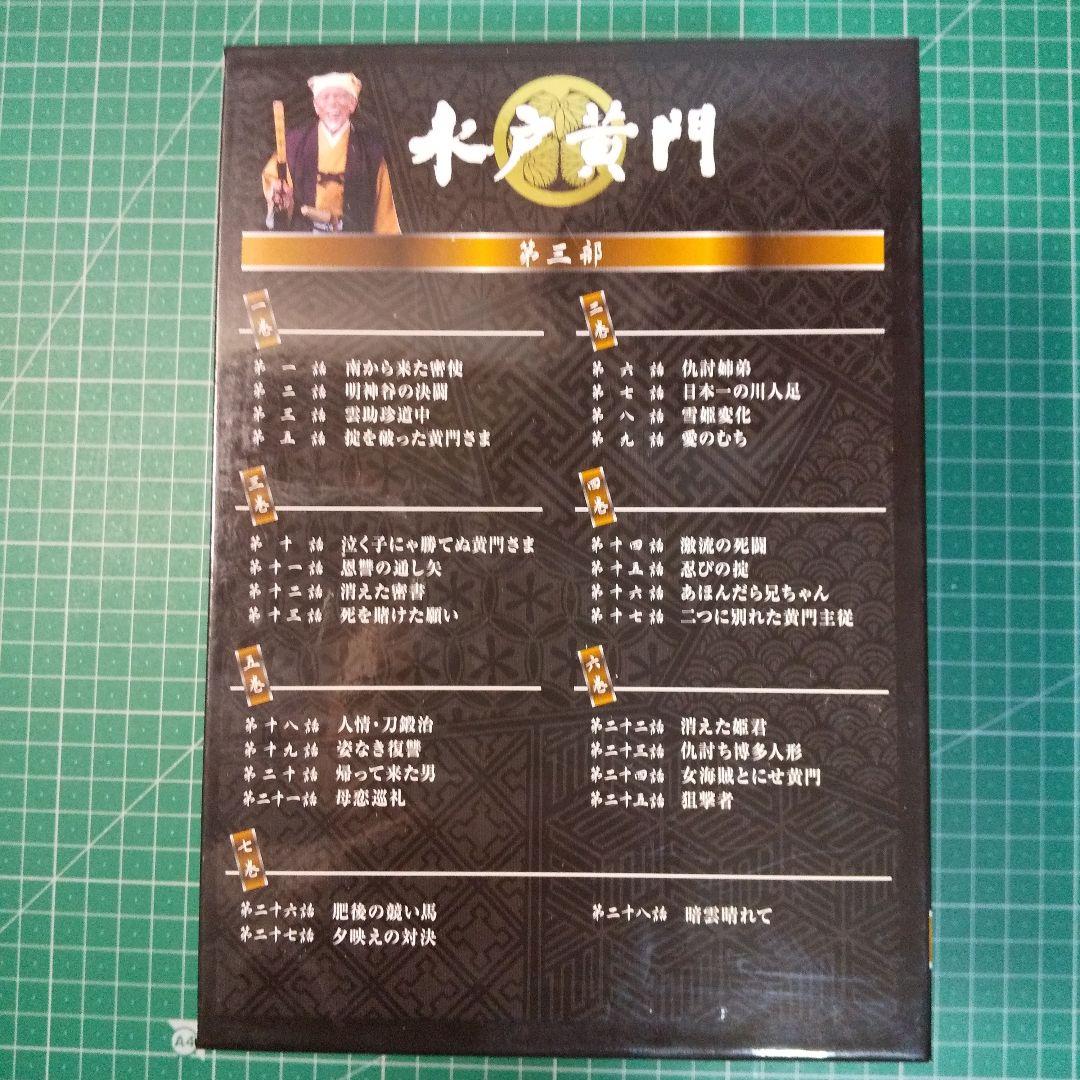 水戸黄門
第三部
一巻
第一話 南から来た密使
第二話 明神谷の決闘
第三話 雲助珍道中
第五話 掟を破った黄門さま
二巻
第六話 仇討姉弟
第七話 日本一の川人足
第八話 雪姫変化
第九話 愛のむち
三巻
第十話 泣く子にゃ勝てぬ黄門さま
第十一話 恩讐の通し矢
第十二話 消えた密書
第十三話 死を賭けた願い
四巻
第十四話 激流の死闘
第十五話 忍びの掟
第十六話 あほんだら兄ちゃん
第十七話 二つに別れた黄門主従
五巻
第十八話 人情・刀鍛冶
第十九話 姿なき復讐
第二十話 帰って来た男
第二十一話 母恋巡礼
六巻
第二十二話 消えた姫君
第二十三話 仇討ち博多人形
第二十四話 女海賊とにせ黄門
第二十五話 狙撃者
七巻
第二十六話 肥後の競い馬
第二十七話 夕映えの対決
第二十八話 暗雲晴れて
A4